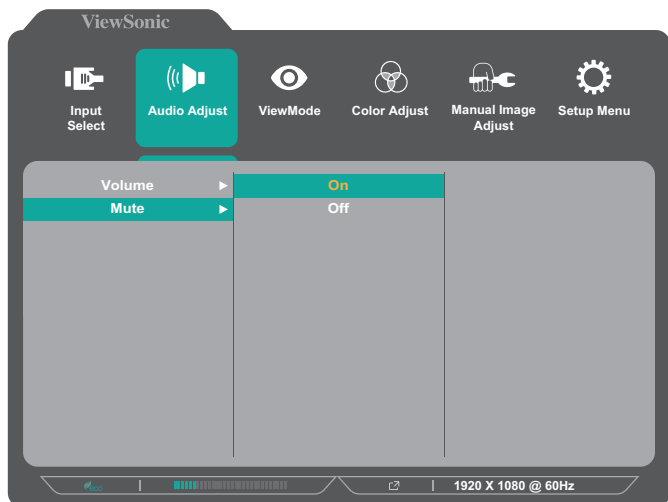 ViewSonic
Input
Select
Audio Adjust
ViewMode
Color Adjust
Manual Image
Adjust
Setup Menu
Volume
On
Mute
Off
eco
1920 X 1080 @ 60Hz